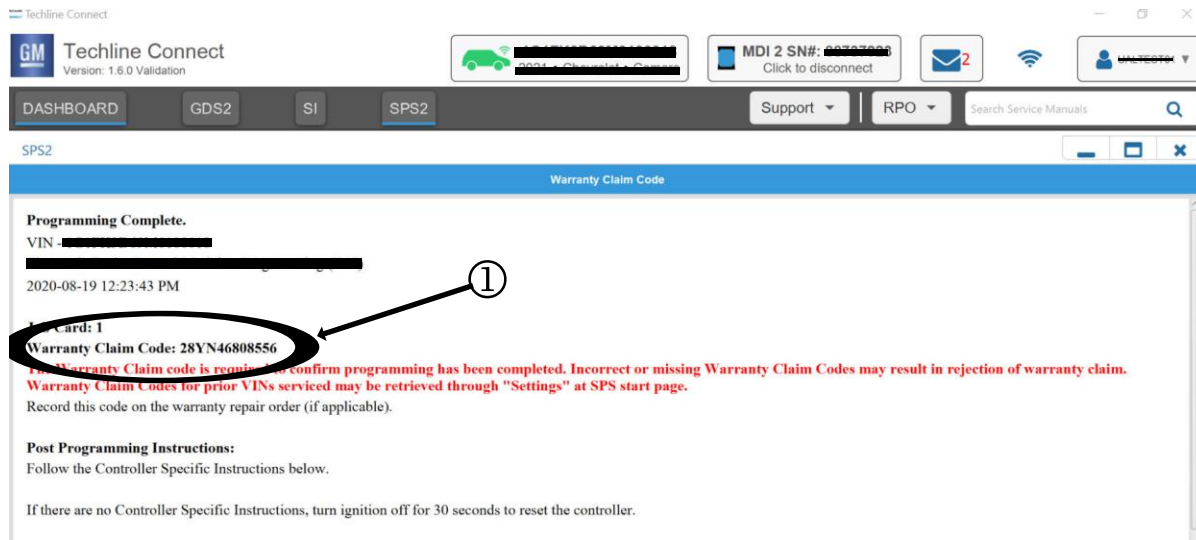 Techline Connect
GM
Techline Connect
Version: 1.6.0 Validation
2021 • Chevrolet • Camaro
MDI 2 SN#:
Click to disconnect
2
DASHBOARD GDS2 SI SPS2 Support RPO Search Service Manuals
SPS2
Warranty Claim Code
Programming Complete.
VIN -
2020-08-19 12:23:43 PM
1
Card: 1
Warranty Claim Code: 28YN46808556
The Warranty Claim code is required to confirm programming has been completed. Incorrect or missing Warranty Claim Codes may result in rejection of warranty claim.
Warranty Claim Codes for prior VINs serviced may be retrieved through "Settings" at SPS start page.
Record this code on the warranty repair order (if applicable).
Post Programming Instructions:
Follow the Controller Specific Instructions below.
If there are no Controller Specific Instructions, turn ignition off for 30 seconds to reset the controller.